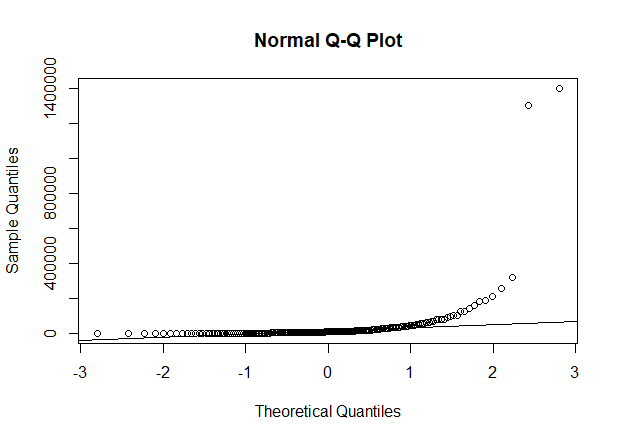 Normal Q-Q Plot
1400000
800000
400000
0
Sample Quantiles
-3 -2 -1 0 1 2 3
Theoretical Quantiles